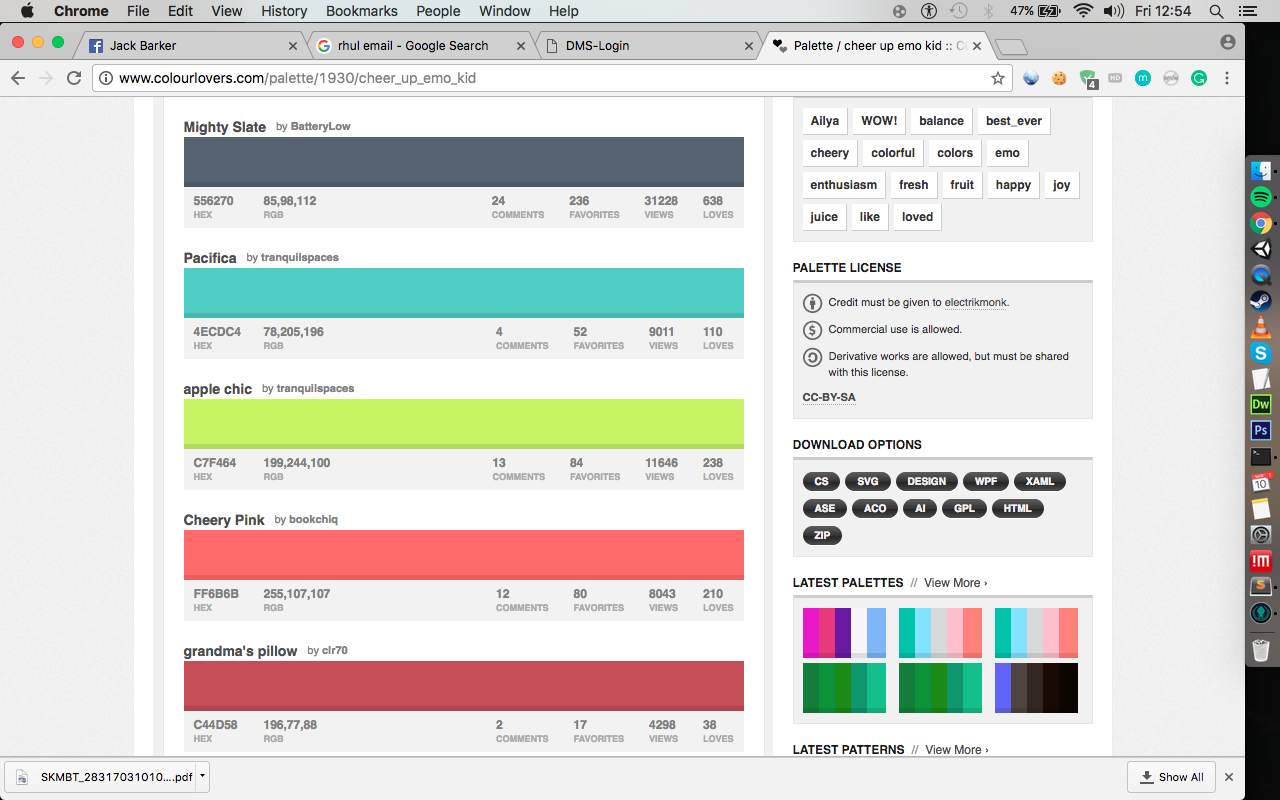 Chrome File Edit View History Bookmarks People Window Help 47% Fri 12:54
Jack Barker rhul email - Google Search DMS-Login Palette / cheer up emo kid :: C
www.colourlovers.com/palette/1930/cheer_up_emo_kid HD 4 m
Mighty Slate by BatteryLow
556270 85,98,112 24 236 31228 638
HEX RGB COMMENTS FAVORITES VIEWS LOVES
Pacifica by tranquilspaces
4ECDC4 78,205,196 4 52 9011 110
HEX RGB COMMENTS FAVORITES VIEWS LOVES
apple chic by tranquilspaces
C7F464 199,244,100 13 84 11646 238
HEX RGB COMMENTS FAVORITES VIEWS LOVES
Cheery Pink by bookchiq
FF6B6B 255,107,107 12 80 8043 210
HEX RGB COMMENTS FAVORITES VIEWS LOVES
grandma's pillow by clr70
C44D58 196,77,88 2 17 4298 38
HEX RGB COMMENTS FAVORITES VIEWS LOVES
Ailya WOW! balance best_ever
cheery colorful colors emo
enthusiasm fresh fruit happy joy
juice like loved
PALETTE LICENSE
Credit must be given to electrikmonk.
$ Commercial use is allowed.
Derivative works are allowed, but must be shared
with this license.
CC-BY-SA
DOWNLOAD OPTIONS
CS SVG DESIGN WPF XAML
ASE ACO AI GPL HTML
ZIP
LATEST PALETTES // View More ›
LATEST PATTERNS // View More ›
S
Dw
Ps
10
!M
S
SKMBT_28317031010....pdf Show All